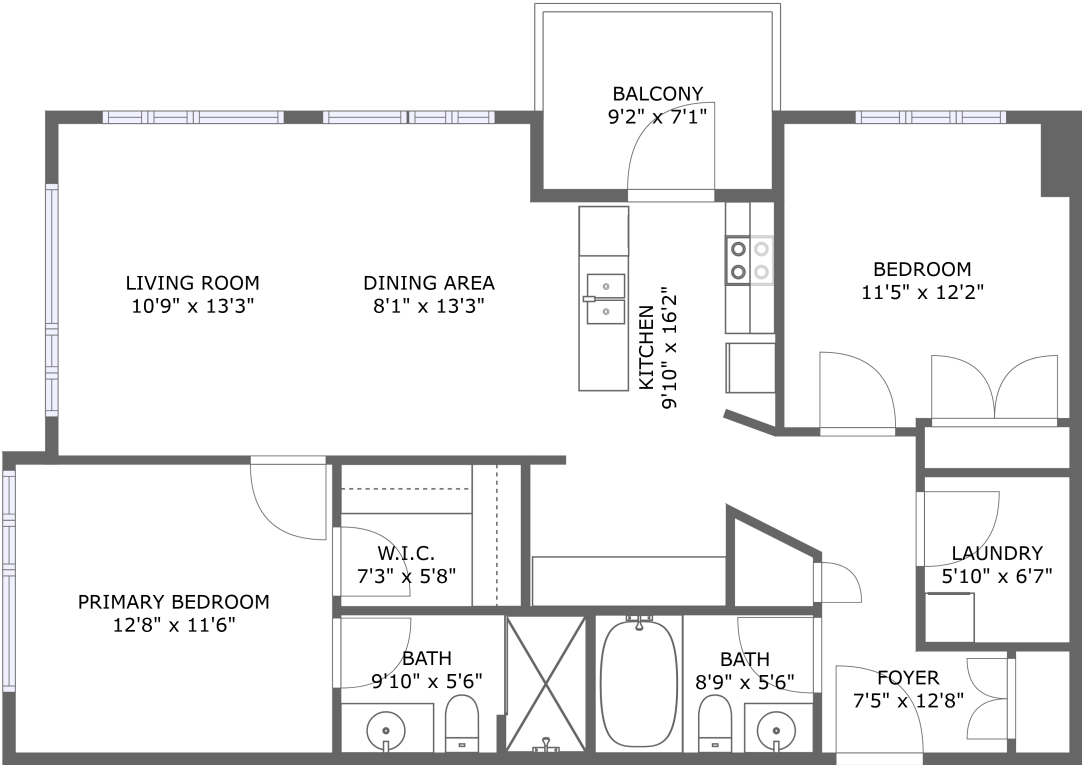 BALCONY
9'2" x 7'1"
LIVING ROOM
10'9" x 13'3"
DINING AREA
8'1" x 13'3"
KITCHEN
9'10" x 16'2"
BEDROOM
11'5" x 12'2"
W.I.C.
7'3" x 5'8"
LAUNDRY
5'10" x 6'7"
PRIMARY BEDROOM
12'8" x 11'6"
BATH
9'10" x 5'6"
BATH
8'9" x 5'6"
FOYER
7'5" x 12'8"